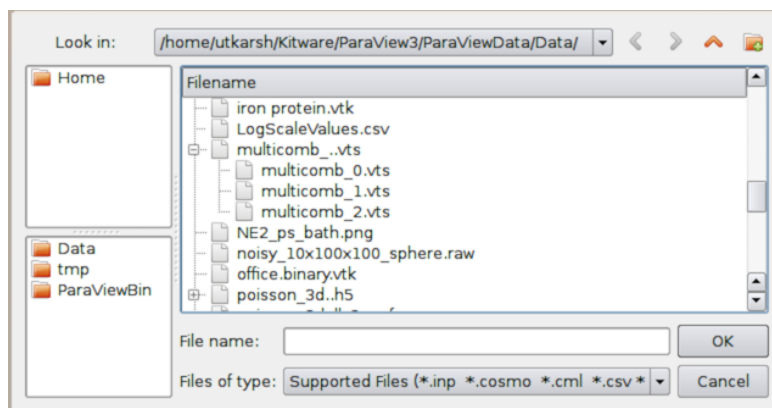 Look in: /home/utkarsh/Kitware/ParaView3/ParaViewData/Data/
Home
Filename
iron protein.vtk
LogScaleValues.csv
multicomb_..vts
multicomb_0.vts
multicomb_1.vts
multicomb_2.vts
NE2_ps_bath.png
noisy_10x100x100_sphere.raw
office.binary.vtk
poisson_3d..h5
Data
tmp
ParaViewBin
File name: OK
Files of type: Supported Files (*.inp *.cosmo *.cml *.csv * Cancel